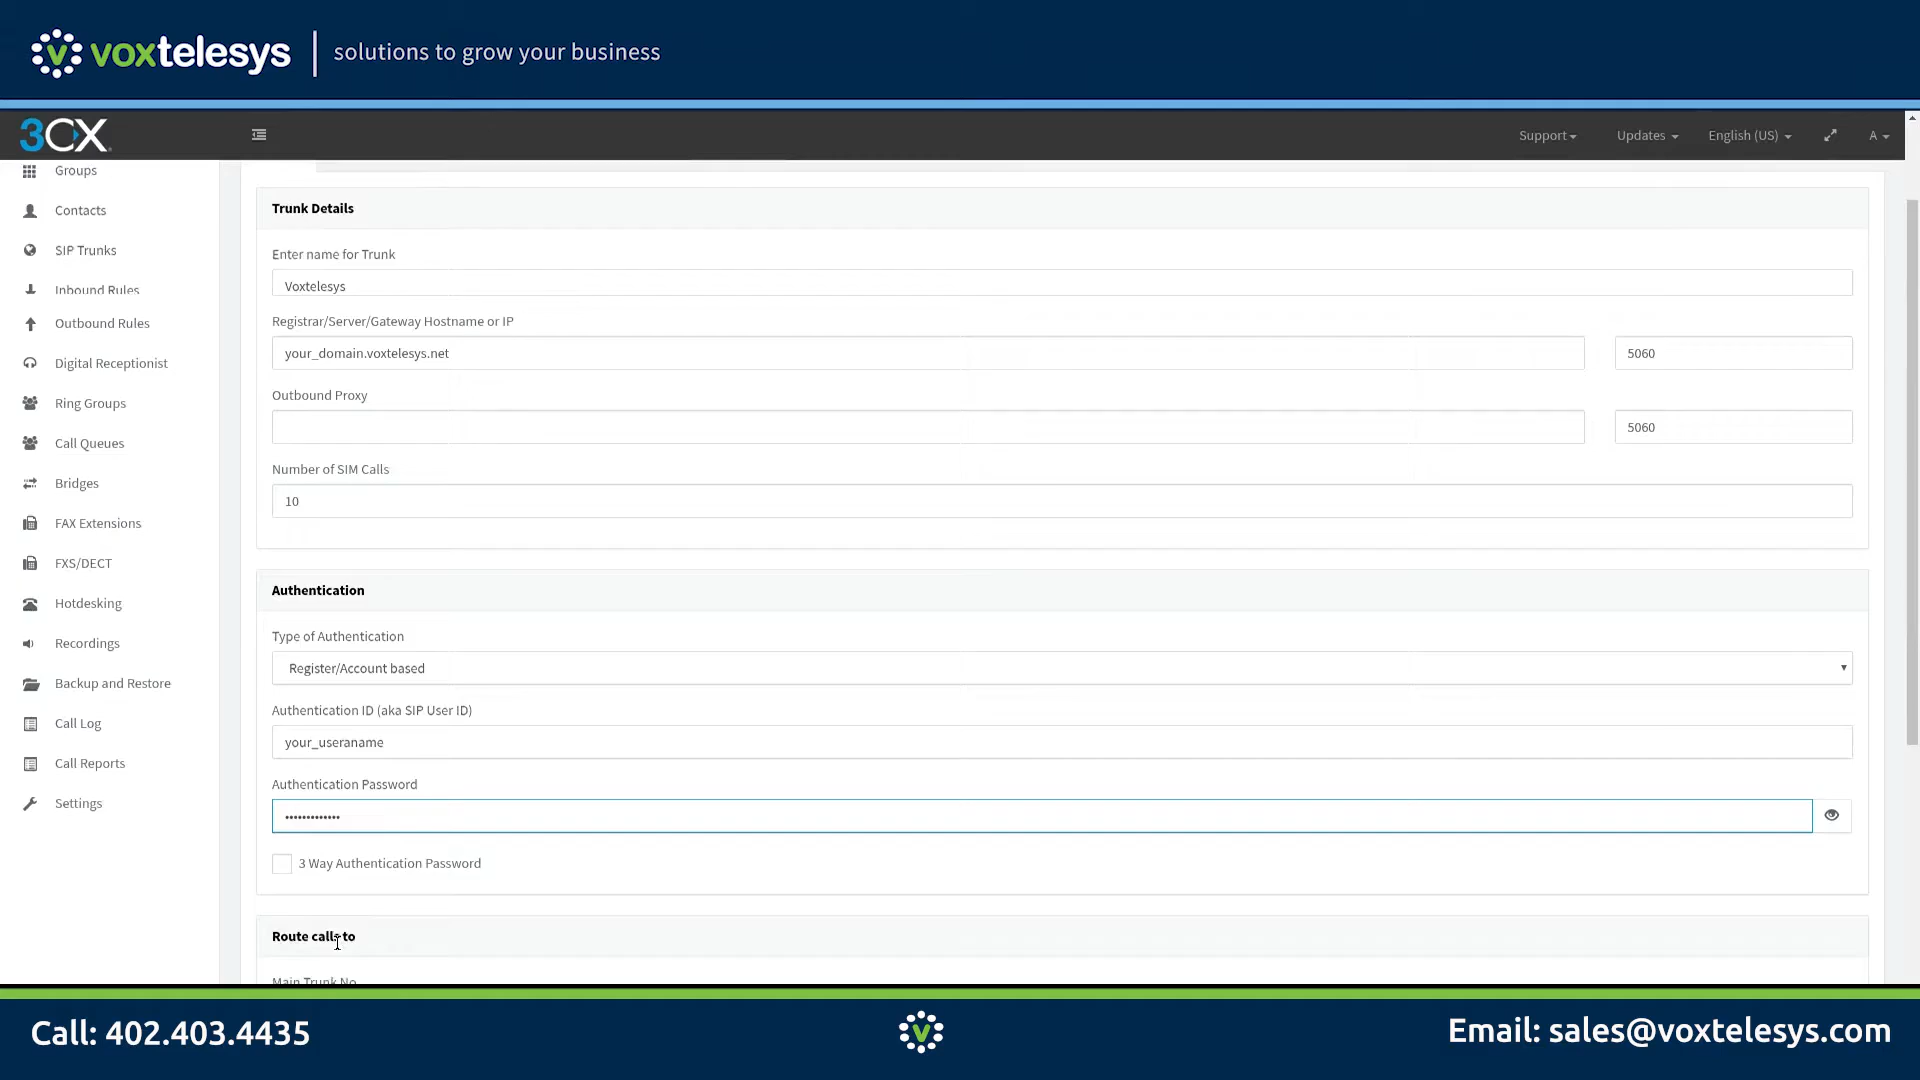 voxtelesys | solutions to grow your business
3CX
Support
Updates
English (US)
A
Groups
Contacts
SIP Trunks
Inbound Rules
Outbound Rules
Digital Receptionist
Ring Groups
Call Queues
Bridges
FAX Extensions
FXS/DECT
Hotdesking
Recordings
Backup and Restore
Call Log
Call Reports
Settings
Trunk Details
Enter name for Trunk
Voxtelesys
Registrar/Server/Gateway Hostname or IP
your_domain.voxtelesys.net
5060
Outbound Proxy
5060
Number of SIM Calls
10
Authentication
Type of Authentication
Register/Account based
Authentication ID (aka SIP User ID)
your_useraname
Authentication Password
•••••••••••••
3 Way Authentication Password
Route calls to
Main Trunk No
Call: 402.403.4435
v
Email: sales@voxtelesys.com